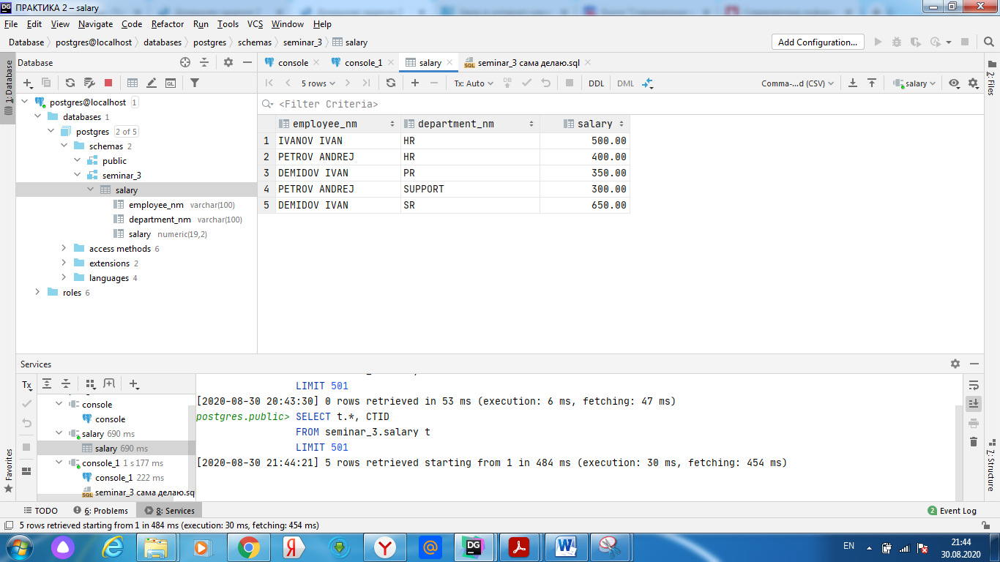 ПРАКТИКА 2 – salary
File Edit View Navigate Code Refactor Run Tools VCS Window Help
Database postgres@localhost databases postgres schemas seminar_3 salary Add Configuration...
1: Database
Favorites
2: Files
7: Structure
Database
postgres@localhost 1
databases 1
postgres 2 of 5
schemas 2
public
seminar_3
salary
employee_nm varchar(100)
department_nm varchar(100)
salary numeric(19,2)
access methods 6
extensions 2
languages 4
roles 6
console console_1 salary seminar_3 сама делаю.sql
5 rows Tx: Auto DB DDL DML Comma-...d (CSV) salary
<Filter Criteria>
employee_nm department_nm salary
1 IVANOV IVAN HR 500.00
2 PETROV ANDREJ HR 400.00
3 DEMIDOV IVAN PR 350.00
4 PETROV ANDREJ SUPPORT 300.00
5 DEMIDOV IVAN SR 650.00
Services
Tx
console
console
salary 690 ms
salary 690 ms
console_1 1 s 177 ms
console_1 222 ms
seminar_3 сама делаю.sql
LIMIT 501
[2020-08-30 20:43:30] 0 rows retrieved in 53 ms (execution: 6 ms, fetching: 47 ms)
postgres.public> SELECT t.*, CTID
FROM seminar_3.salary t
LIMIT 501
[2020-08-30 21:44:21] 5 rows retrieved starting from 1 in 484 ms (execution: 30 ms, fetching: 454 ms)
TODO 6: Problems 8: Services 2 Event Log
5 rows retrieved starting from 1 in 484 ms (execution: 30 ms, fetching: 454 ms)
EN 21:44
30.08.2020